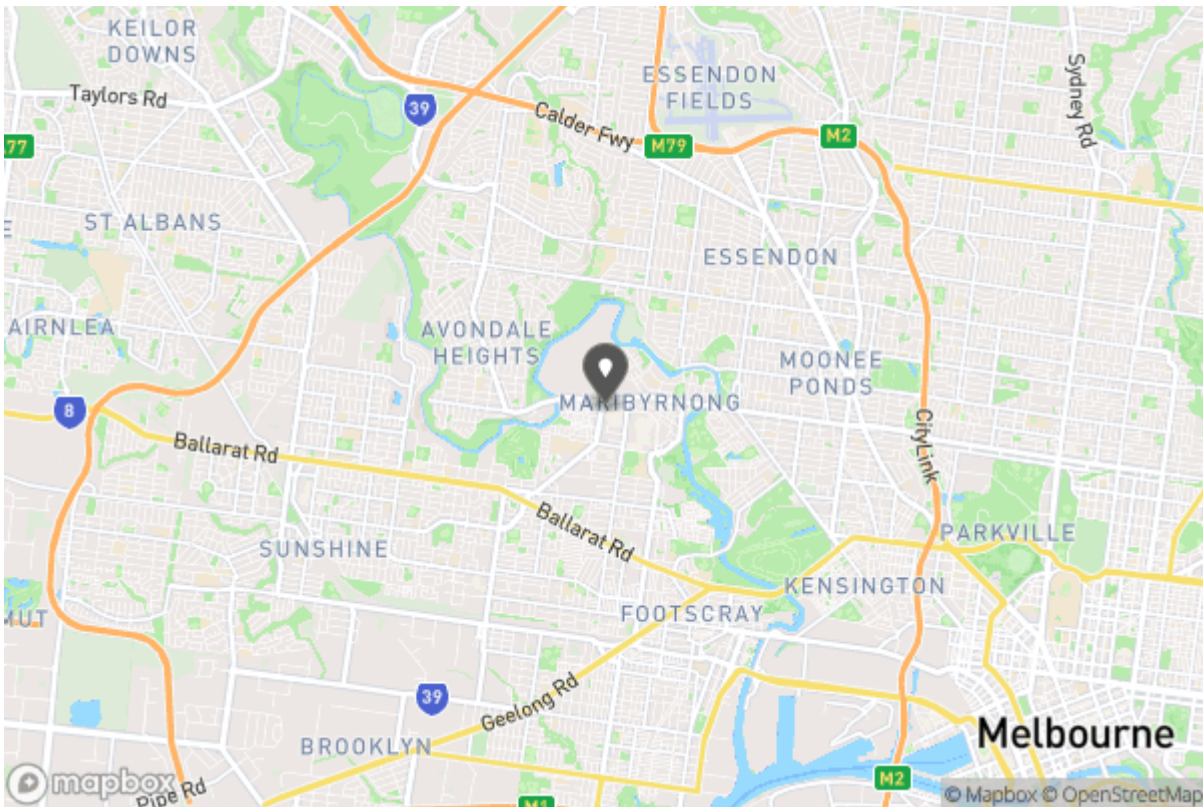 KEILOR
DOWNS
Taylors Rd
39
Calder Fwy
ESSENDON
FIELDS
Sydney Rd
M79
M2
77
ST ALBANS
ESSENDON
AIRNLEA
AVONDALE
HEIGHTS
MOONEE
PONDS
MARIBYRNONG
8
Ballarat Rd
CityLink
Ballarat Rd
SUNSHINE
PARKVILLE
KENSINGTON
MUT
FOOTSCRAY
39
Geelong Rd
BROOKLYN
Melbourne
M2
mapbox
Pipe Rd
M1
© Mapbox © OpenStreetMap